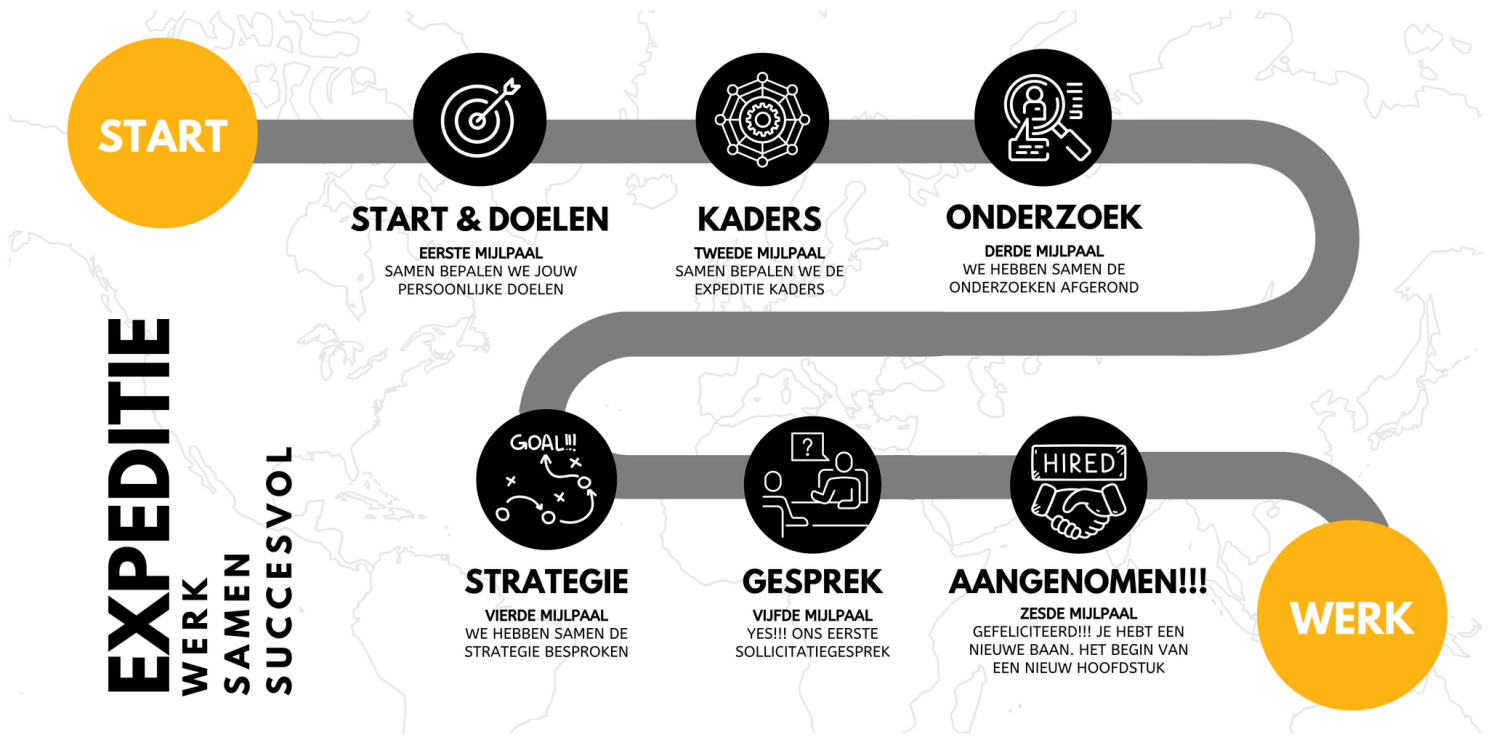 START
START & DOELEN
EERSTE MIJLPAAL
SAMEN BEPALEN WE JOUW
PERSOONLIJKE DOELEN
KADERS
TWEEDE MIJLPAAL
SAMEN BEPALEN WE DE
EXPEDITIE KADERS
ONDERZOEK
DERDE MIJLPAAL
WE HEBBEN SAMEN DE
ONDERZOEKEN AFGEROND
EXPEDITIE
WERK
SAMEN
SUCCESVOL
GOAL!!!
STRATEGIE
VIERDE MIJLPAAL
WE HEBBEN SAMEN DE
STRATEGIE BESPROKEN
?
GESPREK
VIJFDE MIJLPAAL
YES!!! ONS EERSTE
SOLLICITATIEGESPREK
HIRED
AANGENOMEN!!!
ZESDE MIJLPAAL
GEFELICITEERD!!! JE HEBT EEN
NIEUWE BAAN. HET BEGIN VAN
EEN NIEUW HOOFDSTUK
WERK